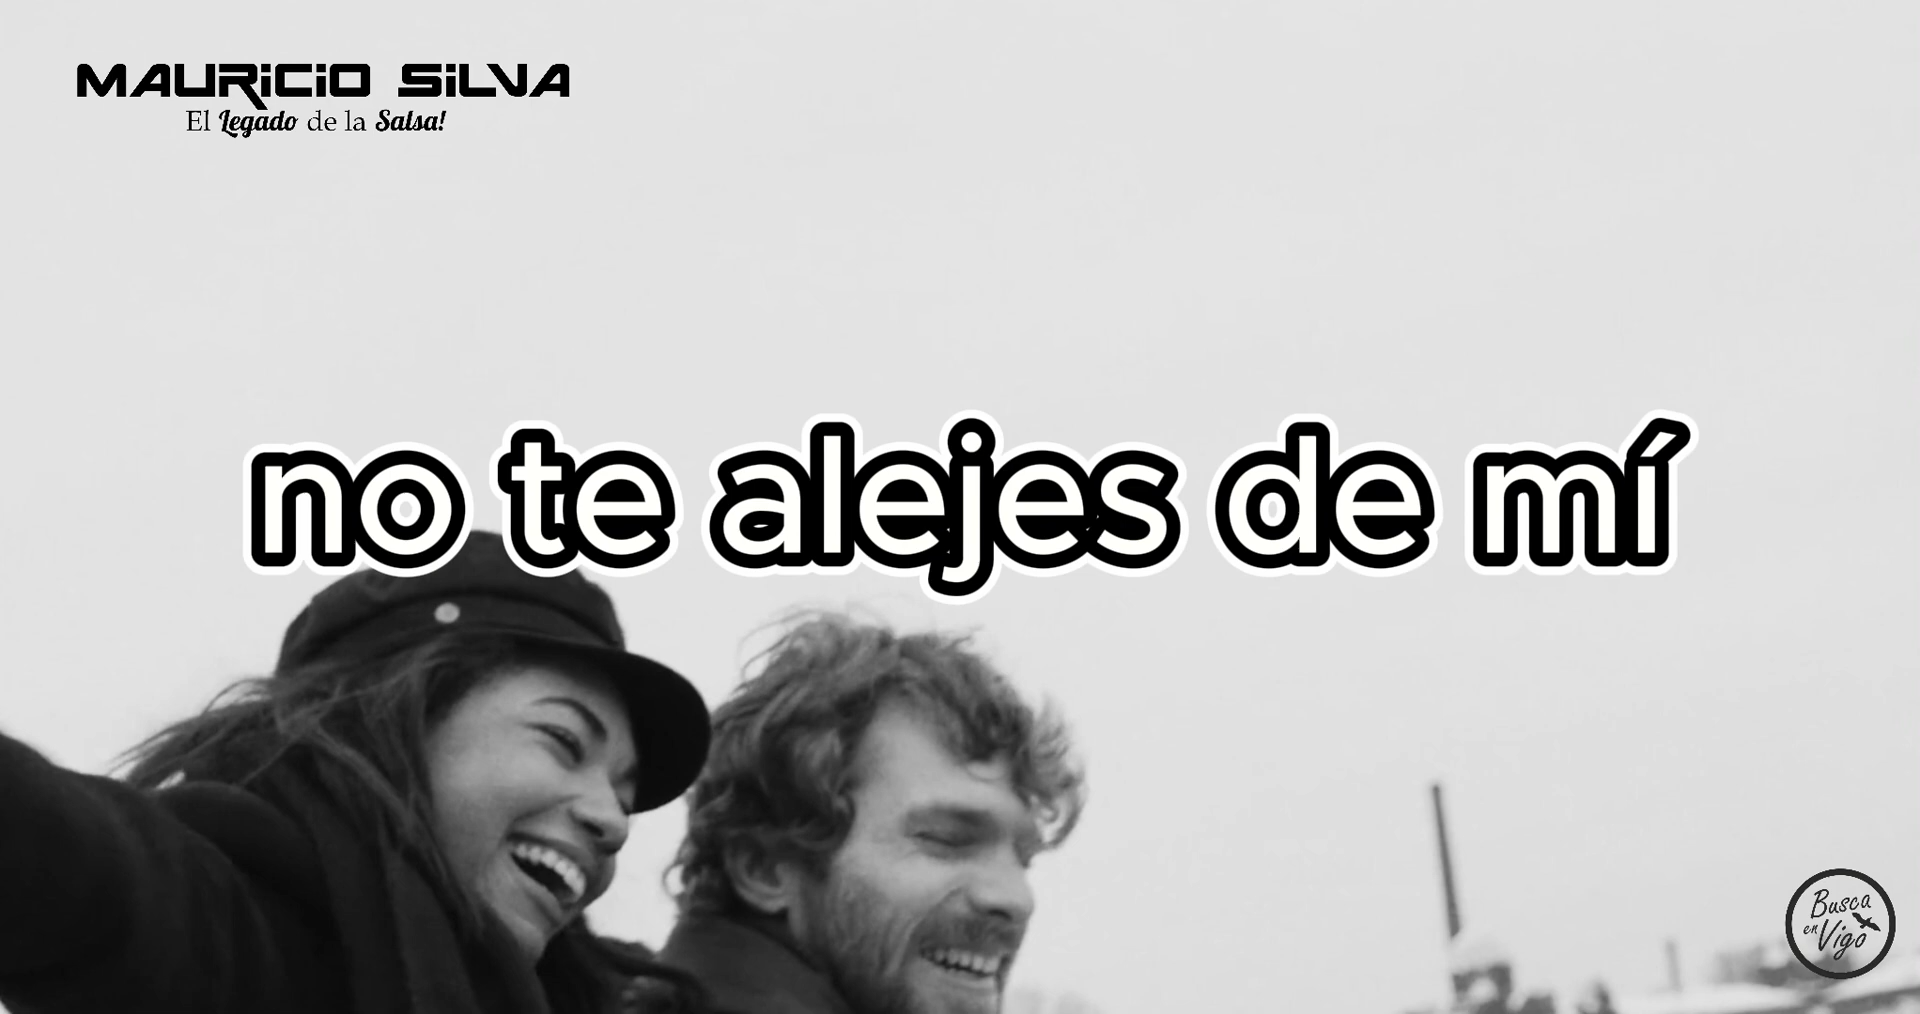 MAURiCiO SiLVA
El Legado de la Salsa!
no te alejes de mí
Busca
en Vigo